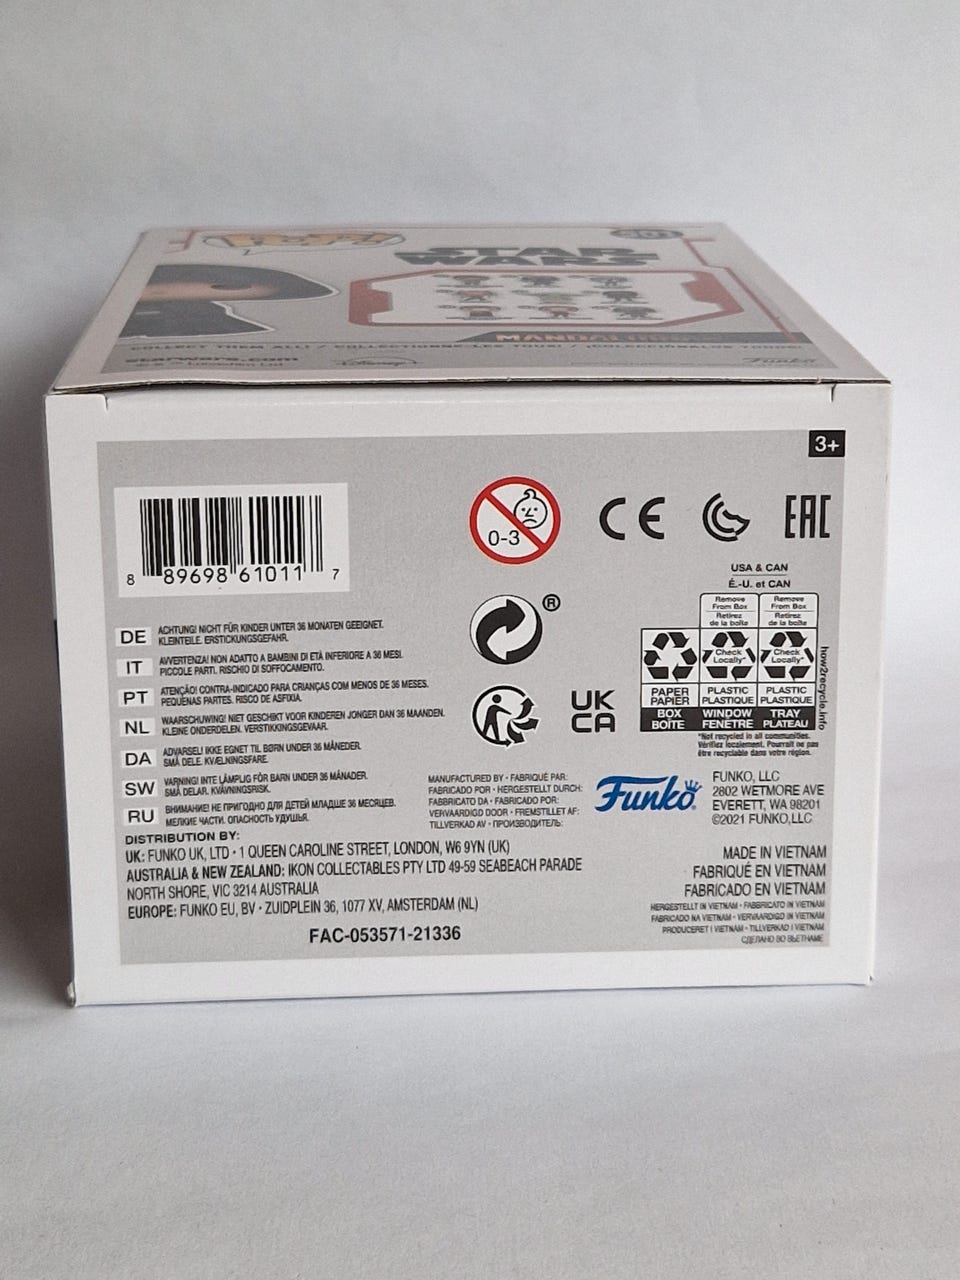 POP!
STAR
WARS
COLLECT THEM ALL! / COLLECTIONNE-LES TOUS! /
starwars.com
Disney
Funko
3+
8 89698 61011 7
0-3
CE
EAC
®
UK
CA
USA & CAN
É.-U. et CAN
Remove
From Box
Retirez
de la boîte
Remove
From Box
Retirez
de la boîte
Check
Locally*
Check
Locally*
PAPER
PAPIER
PLASTIC
PLASTIQUE
PLASTIC
PLASTIQUE
BOX
BOÎTE
WINDOW
FENÊTRE
TRAY
PLATEAU
how2recycle.info
*Not recycled in all communities.
Vérifiez localement. Pourrait ne pas
être recyclable dans votre région.
DE ACHTUNG! NICHT FÜR KINDER UNTER 36 MONATEN GEEIGNET.
KLEINTEILE. ERSTICKUNGSGEFAHR.
IT AVVERTENZA! NON ADATTO A BAMBINI DI ETÀ INFERIORE A 36 MESI.
PICCOLE PARTI. RISCHIO DI SOFFOCAMENTO.
PT ATENÇÃO! CONTRA-INDICADO PARA CRIANÇAS COM MENOS DE 36 MESES.
PEQUENAS PARTES. RISCO DE ASFIXIA.
NL WAARSCHUWING! NIET GESCHIKT VOOR KINDEREN JONGER DAN 36 MAANDEN.
KLEINE ONDERDELEN. VERSTIKKINGSGEVAAR.
DA ADVARSEL! IKKE EGNET TIL BØRN UNDER 36 MÅNEDER.
SMÅ DELE. KVÆLNINGSFARE.
SW VARNING! INTE LÄMPLIG FÖR BARN UNDER 36 MÅNADER.
SMÅ DELAR. KVÄVNINGSRISK.
RU ВНИМАНИЕ! НЕ ПРИГОДНО ДЛЯ ДЕТЕЙ МЛАДШЕ 36 МЕСЯЦЕВ.
МЕЛКИЕ ЧАСТИ. ОПАСНОСТЬ УДУШЬЯ.
MANUFACTURED BY • FABRIQUÉ PAR:
FABRICADO POR • HERGESTELLT DURCH:
FABBRICATO DA • FABRICADO POR:
VERVAARDIGD DOOR • FREMSTILLET AF:
TILLVERKAD AV • ПРОИЗВОДИТЕЛЬ:
Funko
FUNKO, LLC
2802 WETMORE AVE
EVERETT, WA 98201
©2021 FUNKO,LLC
DISTRIBUTION BY:
UK: FUNKO UK, LTD • 1 QUEEN CAROLINE STREET, LONDON, W6 9YN (UK)
AUSTRALIA & NEW ZEALAND: IKON COLLECTABLES PTY LTD 49-59 SEABEACH PARADE
NORTH SHORE, VIC 3214 AUSTRALIA
EUROPE: FUNKO EU, BV • ZUIDPLEIN 36, 1077 XV, AMSTERDAM (NL)
FAC-053571-21336
MADE IN VIETNAM
FABRIQUÉ EN VIETNAM
FABRICADO EN VIETNAM
HERGESTELLT IN VIETNAM • FABBRICATO IN VIETNAM
FABRICADO NA VIETNAM • VERVAARDIGD IN VIETNAM
PRODUCERET I VIETNAM • TILLVERKAD I VIETNAM
СДЕЛАНО ВО ВЬЕТНАМЕ